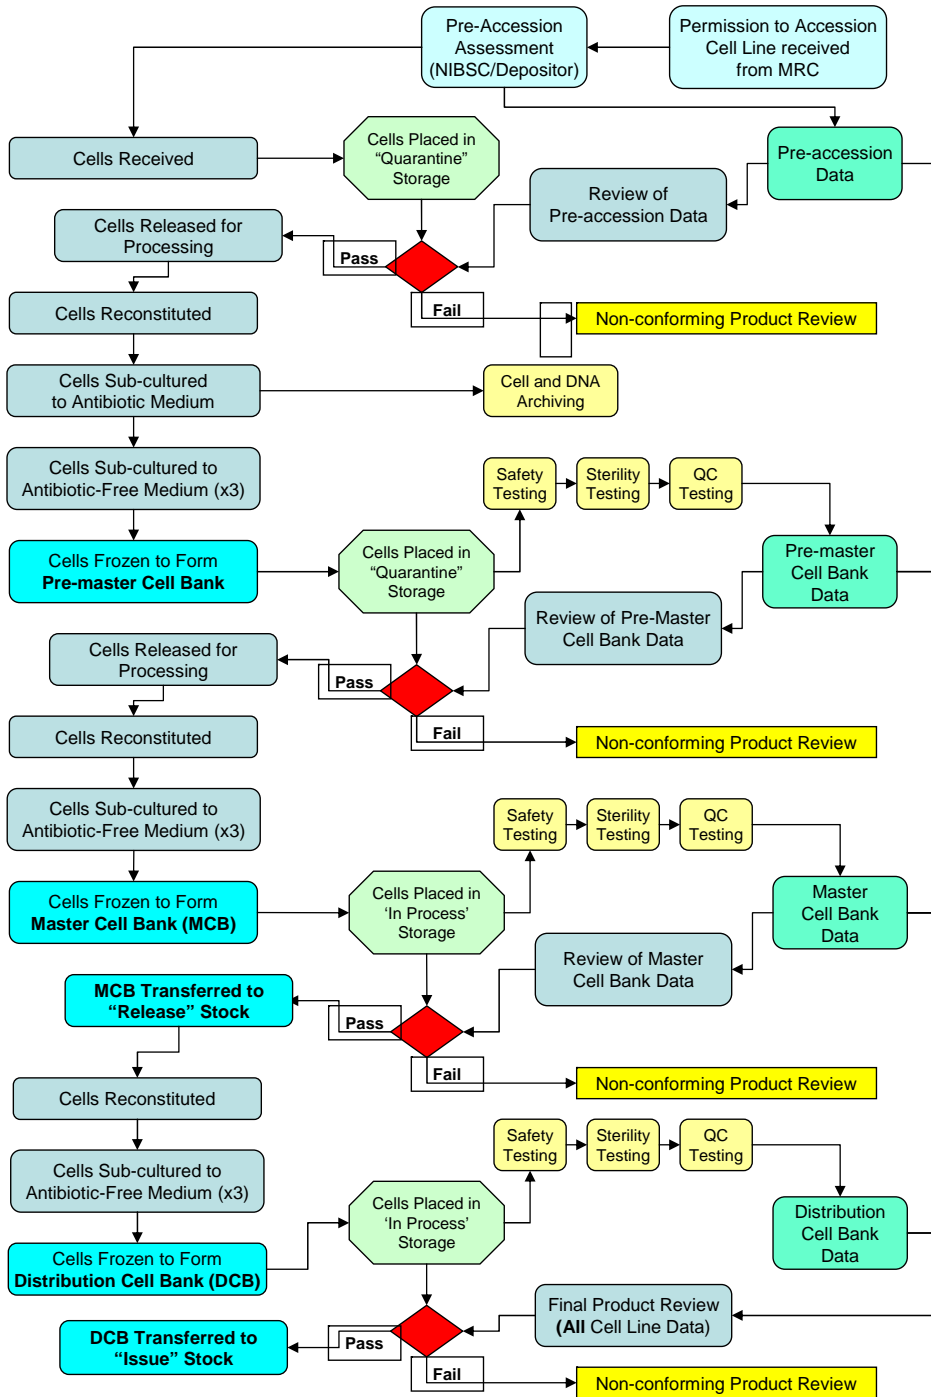 Pre-Accession
Assessment
(NIBSC/Depositor)
Permission to Accession
Cell Line received
from MRC
Cells Received
Cells Placed in
“Quarantine”
Storage
Pre-accession
Data
Review of
Pre-accession Data
Cells Released for
Processing
Pass
Fail
Cells Reconstituted
Non-conforming Product Review
Cells Sub-cultured
to Antibiotic Medium
Cell and DNA
Archiving
Cells Sub-cultured to
Antibiotic-Free Medium (x3)
Safety
Testing
Sterility
Testing
QC
Testing
Cells Frozen to Form
Pre-master Cell Bank
Cells Placed in
“Quarantine”
Storage
Pre-master
Cell Bank
Data
Review of Pre-Master
Cell Bank Data
Cells Released for
Processing
Pass
Fail
Cells Reconstituted
Non-conforming Product Review
Cells Sub-cultured to
Antibiotic-Free Medium (x3)
Safety
Testing
Sterility
Testing
QC
Testing
Cells Frozen to Form
Master Cell Bank (MCB)
Cells Placed in
‘In Process’
Storage
Master
Cell Bank
Data
Review of Master
Cell Bank Data
MCB Transferred to
“Release” Stock
Pass
Fail
Cells Reconstituted
Non-conforming Product Review
Cells Sub-cultured to
Antibiotic-Free Medium (x3)
Safety
Testing
Sterility
Testing
QC
Testing
Cells Frozen to Form
Distribution Cell Bank (DCB)
Cells Placed in
‘In Process’
Storage
Distribution
Cell Bank
Data
Final Product Review
(All Cell Line Data)
DCB Transferred to
“Issue” Stock
Pass
Fail
Non-conforming Product Review